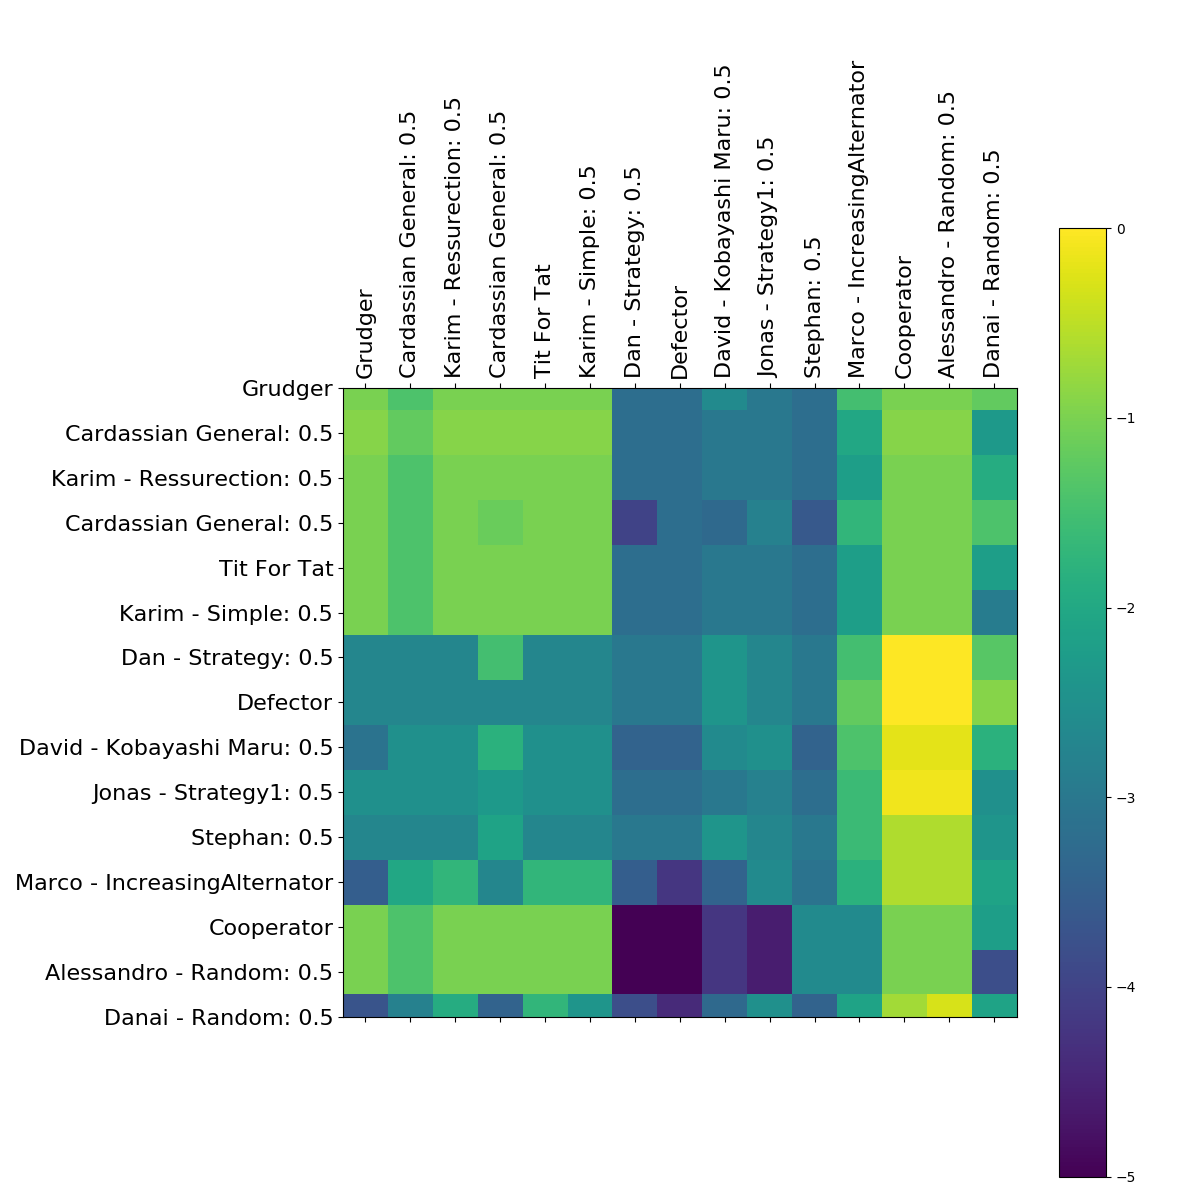 Grudger
Cardassian General: 0.5
Karim - Ressurection: 0.5
Cardassian General: 0.5
Tit For Tat
Karim - Simple: 0.5
Dan - Strategy: 0.5
Defector
David - Kobayashi Maru: 0.5
Jonas - Strategy1: 0.5
Stephan: 0.5
Marco - IncreasingAlternator
Cooperator
Alessandro - Random: 0.5
Danai - Random: 0.5
Grudger
Cardassian General: 0.5
Karim - Ressurection: 0.5
Cardassian General: 0.5
Tit For Tat
Karim - Simple: 0.5
Dan - Strategy: 0.5
Defector
David - Kobayashi Maru: 0.5
Jonas - Strategy1: 0.5
Stephan: 0.5
Marco - IncreasingAlternator
Cooperator
Alessandro - Random: 0.5
Danai - Random: 0.5
0
−1
−2
−3
−4
−5